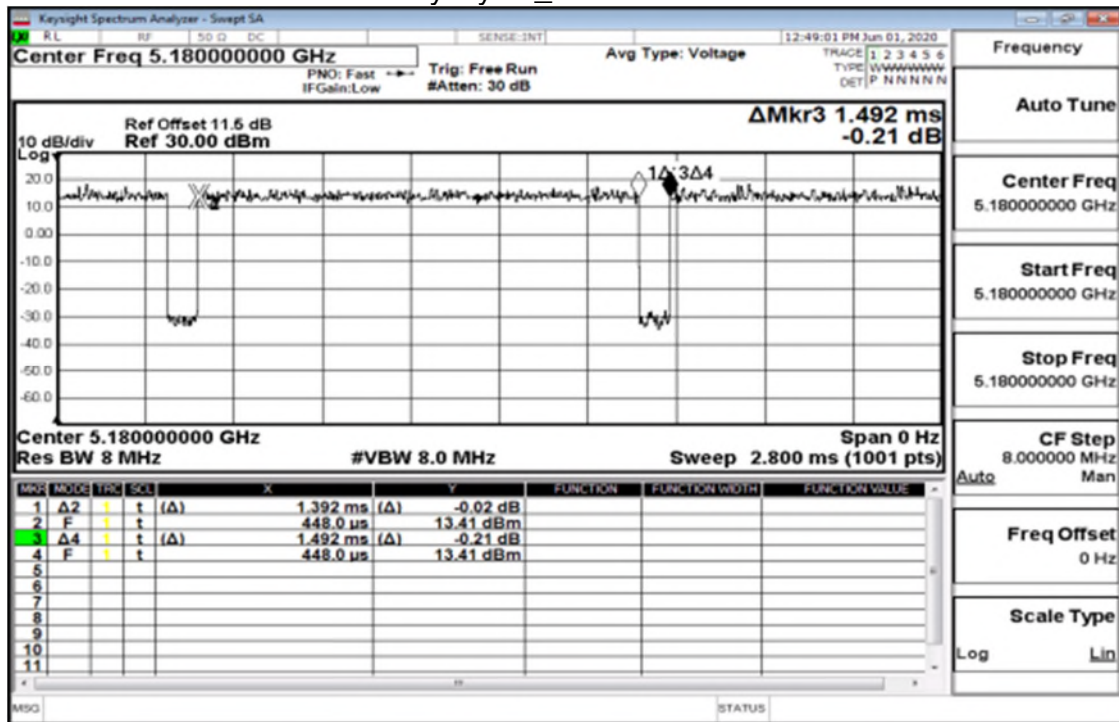 Keysight Spectrum Analyzer - Swept SA
RL RF 50 Ω DC SENSE:INT 12:49:01 PM Jun 01, 2020
Center Freq 5.180000000 GHz
PNO: Fast
IFGain:Low
Trig: Free Run
#Atten: 30 dB
Avg Type: Voltage
TRACE 1 2 3 4 5 6
TYPE WWWWWW
DET P N N N N N
ΔMkr3 1.492 ms
-0.21 dB
Ref Offset 11.5 dB
10 dB/div Ref 30.00 dBm
Log
20.0
10.0
0.00
-10.0
-20.0
-30.0
-40.0
-50.0
-60.0
2
1Δ 3Δ4
Center 5.180000000 GHz Span 0 Hz
Res BW 8 MHz #VBW 8.0 MHz Sweep 2.800 ms (1001 pts)
MKR MODE TRC SCL X Y FUNCTION FUNCTION WIDTH FUNCTION VALUE
1 Δ2 1 t (Δ) 1.392 ms (Δ) -0.02 dB
2 F 1 t 448.0 µs 13.41 dBm
3 Δ4 1 t (Δ) 1.492 ms (Δ) -0.21 dB
4 F 1 t 448.0 µs 13.41 dBm
5
6
7
8
9
10
11
MSG STATUS
Frequency
Auto Tune
Center Freq
5.180000000 GHz
Start Freq
5.180000000 GHz
Stop Freq
5.180000000 GHz
CF Step
8.000000 MHz
Auto Man
Freq Offset
0 Hz
Scale Type
Log Lin